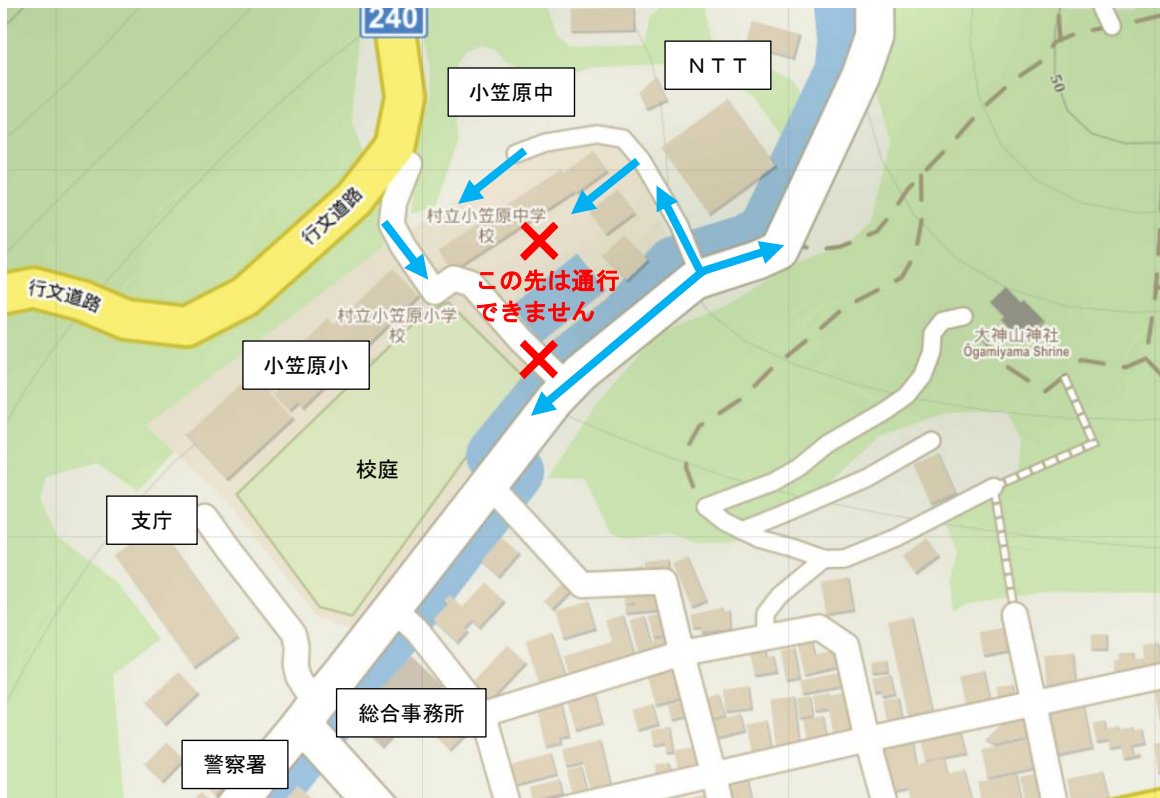 240
NTT
小笠原中
行文道路
村立小笠原中学
校
この先は通行
できません
行文道路
村立小笠原小学
校
小笠原小
大神山神社
Ōgamiyama Shrine
50
校庭
支庁
総合事務所
警察署